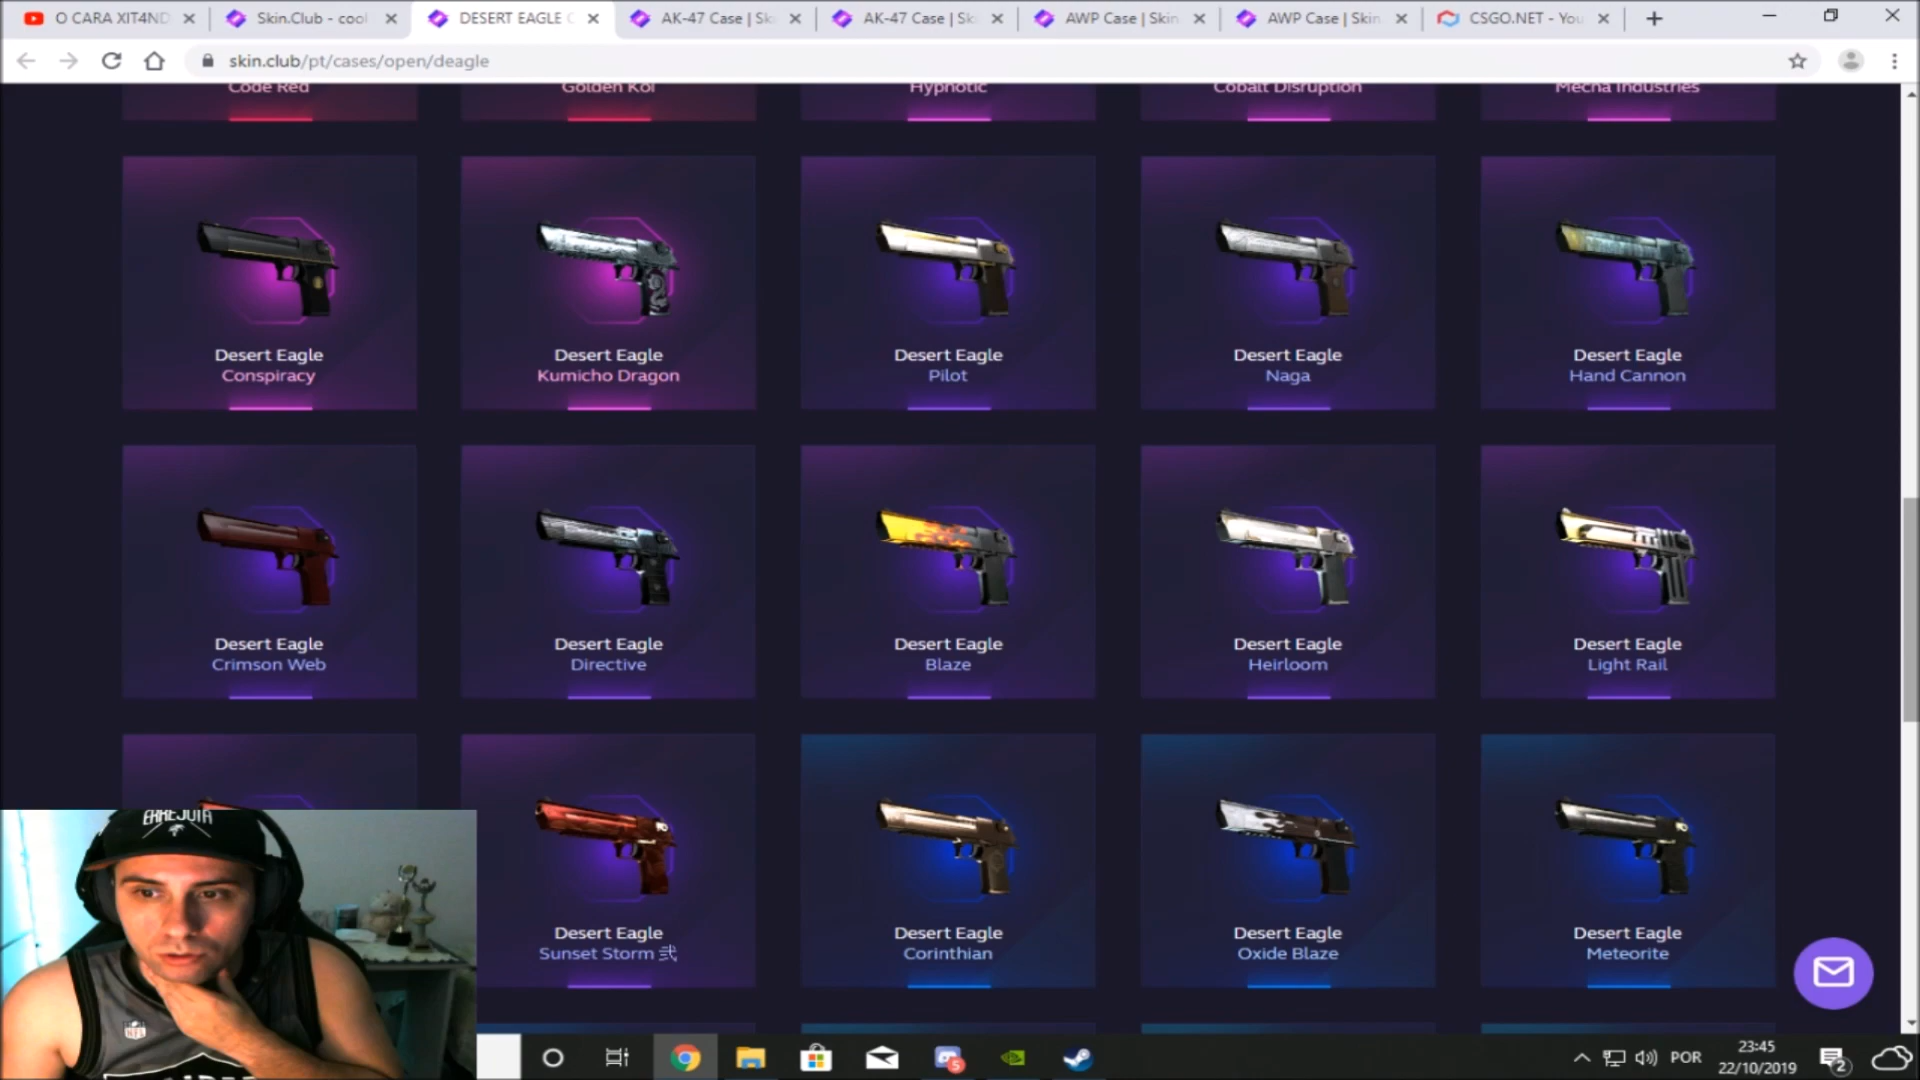 O CARA XIT4ND
Skin.Club - cool
DESERT EAGLE C
AK-47 Case | Sk
AK-47 Case | Sk
AWP Case | Skin
AWP Case | Skin
CSGO.NET - You
skin.club/pt/cases/open/deagle
Code Red
Golden Koi
Hypnotic
Cobalt Disruption
Mecha Industries
Desert Eagle
Conspiracy
Desert Eagle
Kumicho Dragon
Desert Eagle
Pilot
Desert Eagle
Naga
Desert Eagle
Hand Cannon
Desert Eagle
Crimson Web
Desert Eagle
Directive
Desert Eagle
Blaze
Desert Eagle
Heirloom
Desert Eagle
Light Rail
Desert Eagle
Sunset Storm 弐
Desert Eagle
Corinthian
Desert Eagle
Oxide Blaze
Desert Eagle
Meteorite
ERREJOTA
NFL
5
POR
23:45
22/10/2019
2